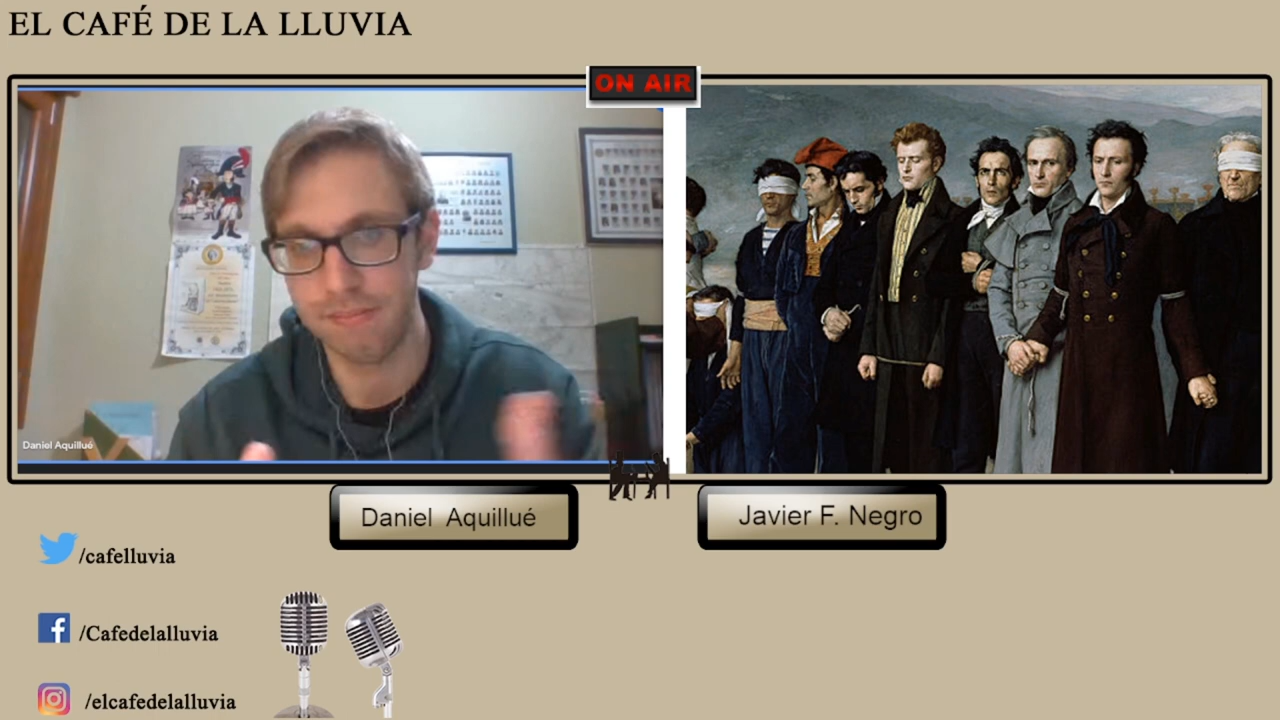 EL CAFÉ DE LA LLUVIA
ON AIR
Daniel Aquillué
Daniel Aquillué
Javier F. Negro
/cafelluvia
/Cafedelalluvia
/elcafedelalluvia